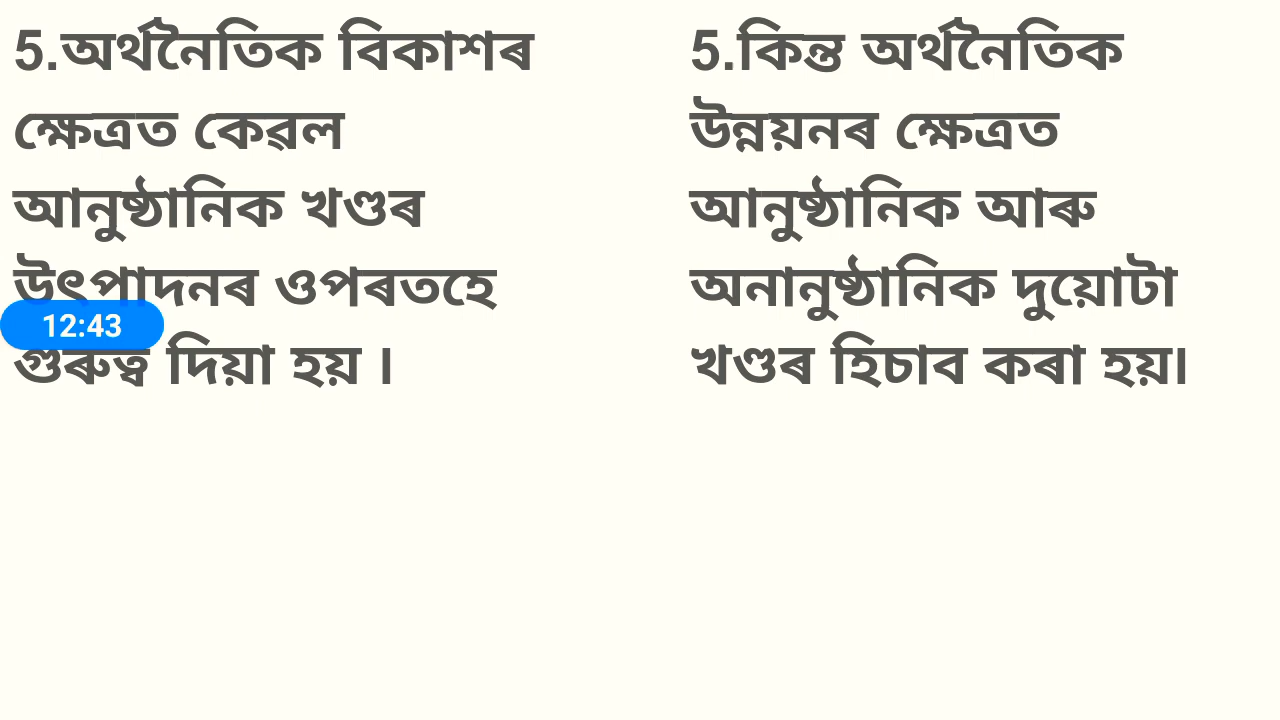 5.অৰ্থনৈতিক বিকাশৰ
ক্ষেত্ৰত কেৱল
আনুষ্ঠানিক খণ্ডৰ
উৎপাদনৰ ওপৰতহে
গুৰুত্ব দিয়া হয় ।
12:43
5.কিন্ত অৰ্থনৈতিক
উন্নয়নৰ ক্ষেত্ৰত
আনুষ্ঠানিক আৰু
অনানুষ্ঠানিক দুয়োটা
খণ্ডৰ হিচাব কৰা হয়।